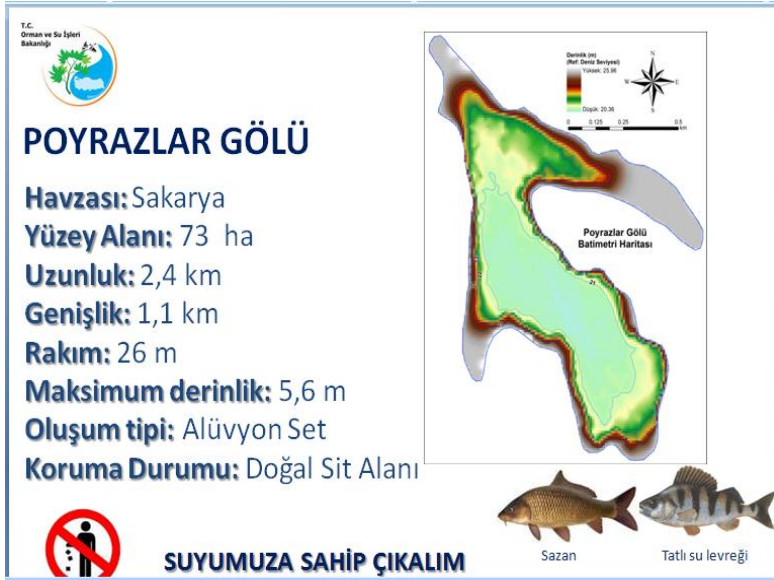 T.C.
Orman ve Su İşleri
Bakanlığı
POYRAZLAR GÖLÜ
Havzası: Sakarya
Yüzey Alanı: 73 ha
Uzunluk: 2,4 km
Genişlik: 1,1 km
Rakım: 26 m
Maksimum derinlik: 5,6 m
Oluşum tipi: Alüvyon Set
Koruma Durumu: Doğal Sit Alanı
Derinlik (m)
(Ref: Deniz Seviyesi)
Yüksek: 25.96
Düşük: 20.36
N
W
E
S
0 0.125 0.25 0.5
km
Poyrazlar Gölü
Batimetri Haritası
21
Sazan
Tatlı su levreği
SUYUMUZA SAHİP ÇIKALIM